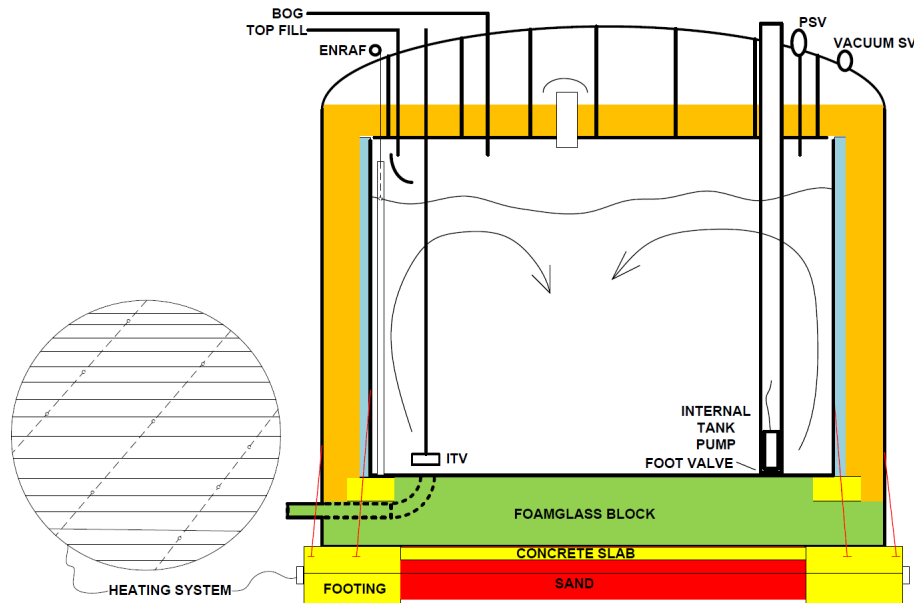 BOG
TOP FILL
ENRAF
PSV
VACUUM SV
INTERNAL
TANK
PUMP
FOOT VALVE
ITV
FOAMGLASS BLOCK
CONCRETE SLAB
HEATING SYSTEM
FOOTING
SAND